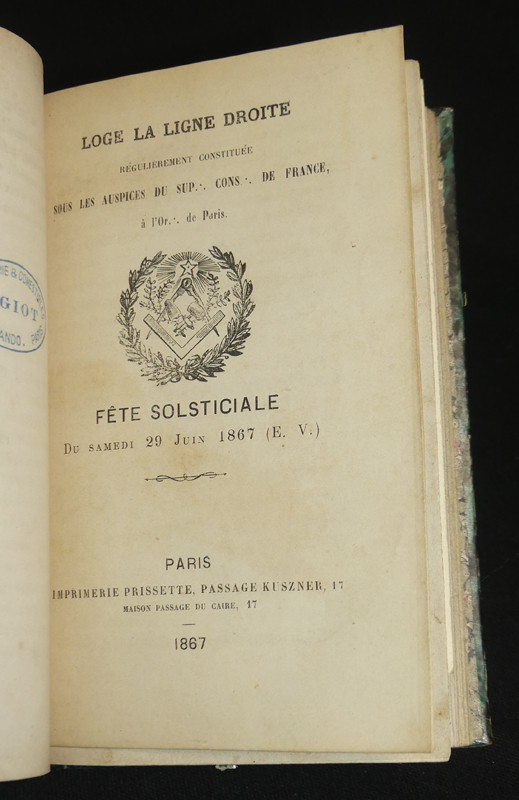 LOGE LA LIGNE DROITE
RÉGULIEREMENT CONSTITUÉE
SOUS LES AUSPICES DU SUP∴ CONS∴ DE FRANCE,
à l'Or∴ de Paris.
FÊTE SOLSTICIALE
DU SAMEDI 29 JUIN 1867 (E. V∴)
PARIS
IMPRIMERIE PRISSETTE, PASSAGE KUSZNER, 17
MAISON PASSAGE DU CAIRE, 17
1867
GIOT